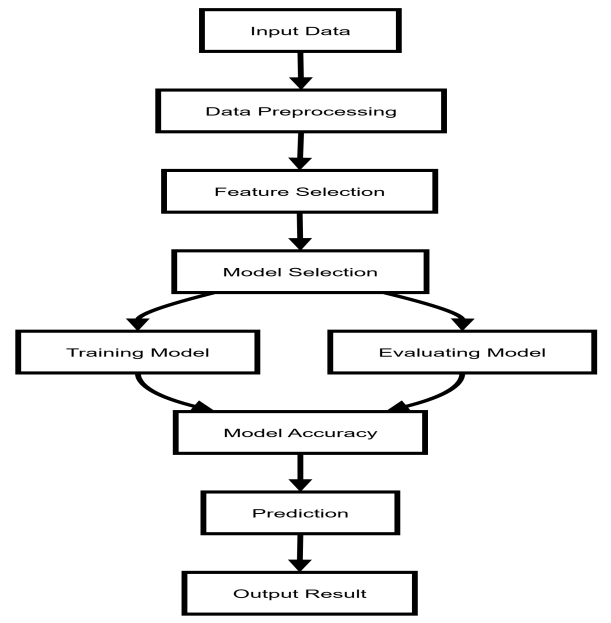 Input Data
Data Preprocessing
Feature Selection
Model Selection
Training Model
Evaluating Model
Model Accuracy
Prediction
Output Result